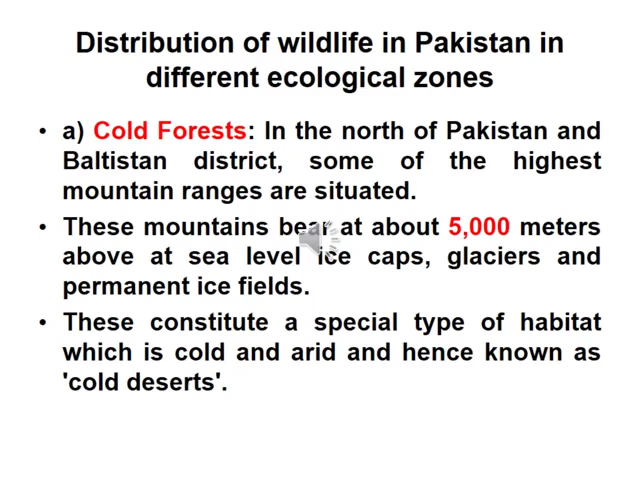 Distribution of wildlife in Pakistan in
different ecological zones
• a) Cold Forests: In the north of Pakistan and
Baltistan district, some of the highest
mountain ranges are situated.
• These mountains bear at about 5,000 meters
above at sea level ice caps, glaciers and
permanent ice fields.
• These constitute a special type of habitat
which is cold and arid and hence known as
'cold deserts'.